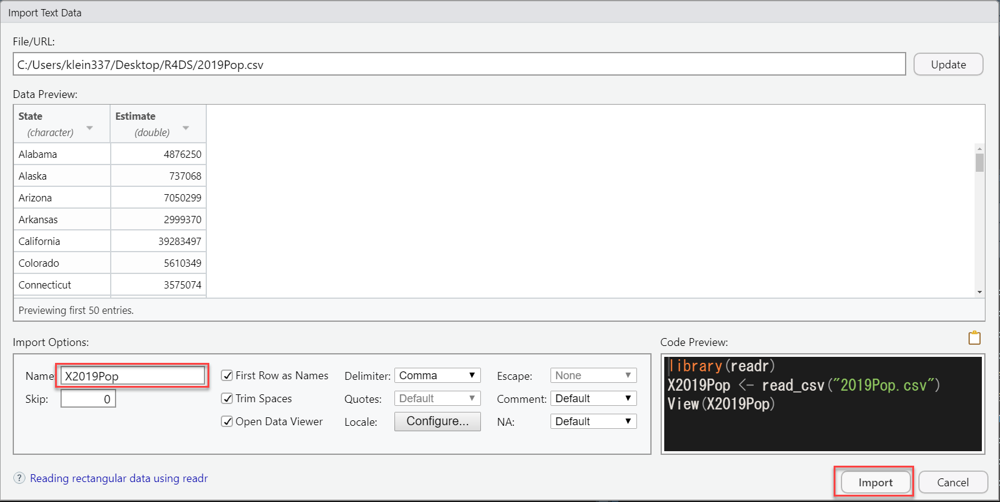 Import Text Data
File/URL:
C:/Users/klein337/Desktop/R4DS/2019Pop.csv
Update
Data Preview:
State Estimate
(character) (double)
Alabama 4876250
Alaska 737068
Arizona 7050299
Arkansas 2999370
California 39283497
Colorado 5610349
Connecticut 3575074
Previewing first 50 entries.
Import Options:
Name: X2019Pop
Skip: 0
First Row as Names
Trim Spaces
Open Data Viewer
Delimiter: Comma
Quotes: Default
Locale: Configure...
Escape: None
Comment: Default
NA: Default
Code Preview:
library(readr)
X2019Pop <- read_csv("2019Pop.csv")
View(X2019Pop)
? Reading rectangular data using readr
Import
Cancel